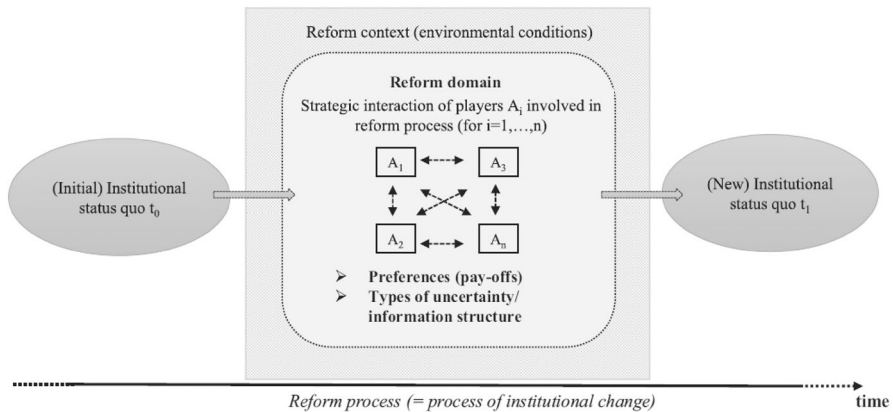 Reform context (environmental conditions)
Reform domain
Strategic interaction of players Ai involved in
reform process (for i=1,…,n)
(Initial) Institutional
status quo t0
A1
A3
A2
An
➢ Preferences (pay-offs)
➢ Types of uncertainty/
information structure
(New) Institutional
status quo t1
Reform process (= process of institutional change)
time